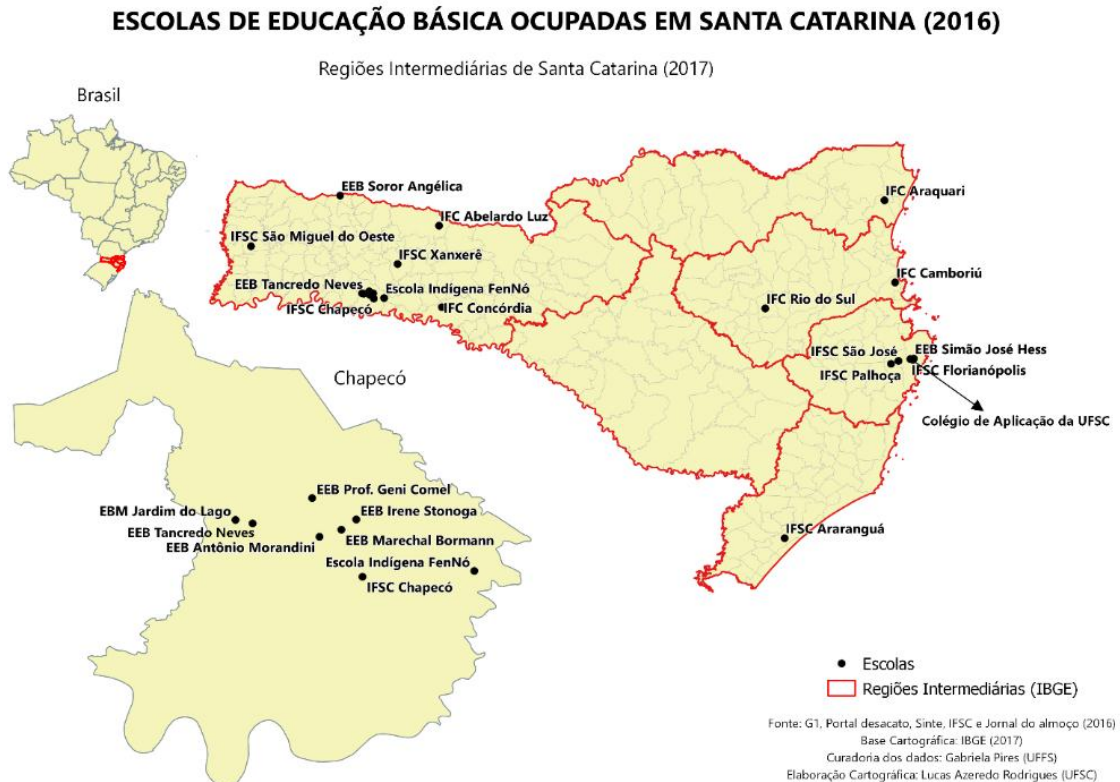 ESCOLAS DE EDUCAÇÃO BÁSICA OCUPADAS EM SANTA CATARINA (2016)
Regiões Intermediárias de Santa Catarina (2017)
Brasil
EEB Soror Angélica
IFC Abelardo Luz
IFSC São Miguel do Oeste
IFSC Xanxerê
EEB Tancredo Neves
Escola Indígena FenNó
IFSC Chapecó
IFC Concórdia
IFC Araquari
IFC Camboriú
IFC Rio do Sul
IFSC São José
EEB Simão José Hess
IFSC Palhoça
IFSC Florianópolis
Colégio de Aplicação da UFSC
IFSC Araranguá
Chapecó
EEB Prof. Geni Comel
EBM Jardim do Lago
EEB Irene Stonoga
EEB Tancredo Neves
EEB Antônio Morandini
EEB Marechal Bormann
Escola Indígena FenNó
IFSC Chapecó
Escolas
Regiões Intermediárias (IBGE)
Fonte: G1, Portal desacato, Sinte, IFSC e Jornal do almoço (2016)
Base Cartográfica: IBGE (2017)
Curadoria dos dados: Gabriela Pires (UFFS)
Elaboração Cartográfica: Lucas Azeredo Rodrigues (UFSC)